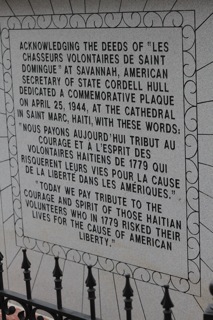 ACKNOWLEDGING THE DEEDS OF "LES
CHASSEURS VOLONTAIRES DE SAINT
DOMINGUE" AT SAVANNAH, AMERICAN
SECRETARY OF STATE CORDELL HULL
DEDICATED A COMMEMORATIVE PLAQUE
ON APRIL 25, 1944, AT THE CATHEDRAL
IN SAINT MARC, HAITI, WITH THESE WORDS:
"NOUS PAYONS AUJOURD'HUI TRIBUT AU
COURAGE ET A L'ESPRIT DES
VOLONTAIRES HAITIENS DE 1779 QUI
RISQUERENT LEURS VIES POUR LA CAUSE
DE LA LIBERTE DANS LES AMÉRIQUES".
"TODAY WE PAY TRIBUTE TO THE
COURAGE AND SPIRIT OF THOSE HAITIAN
VOLUNTEERS WHO IN 1779 RISKED THEIR
LIVES FOR THE CAUSE OF AMERICAN
LIBERTY."